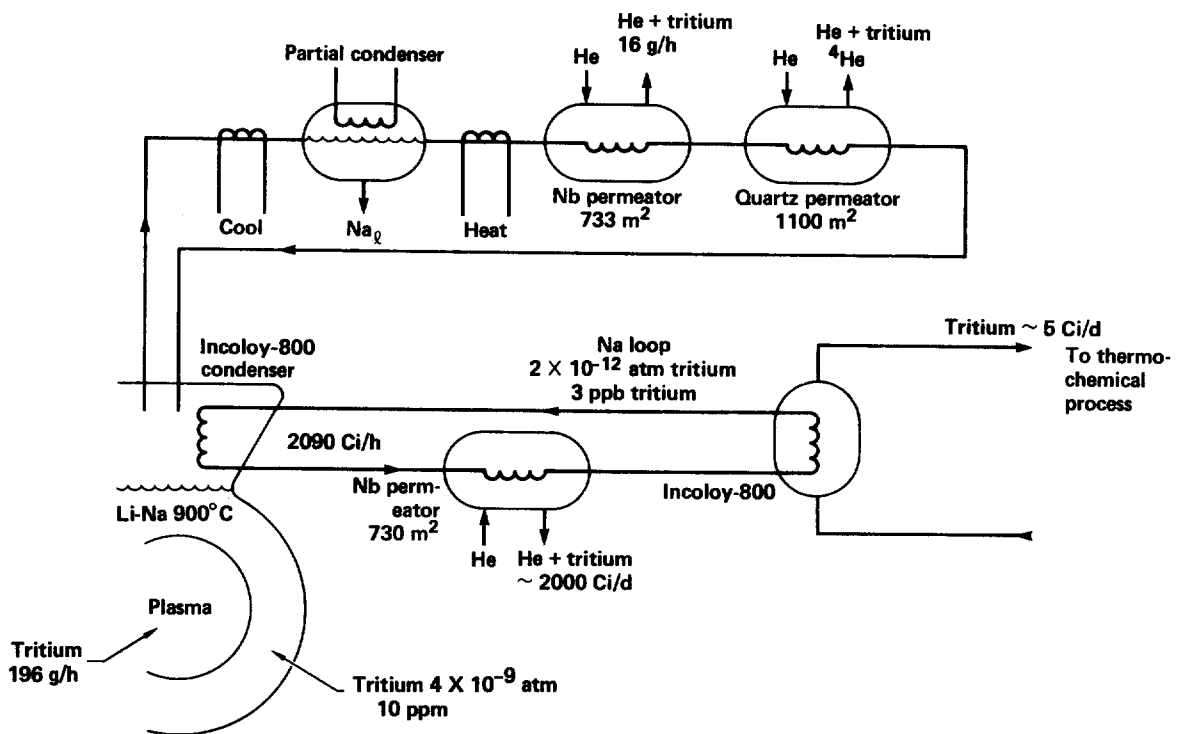 He + tritium
16 g/h
He + tritium
⁴He
Partial condenser
He
He
Cool
Na_ℓ
Heat
Nb permeator
733 m²
Quartz permeator
1100 m²
Incoloy-800
condenser
Na loop
2 X 10⁻¹² atm tritium
3 ppb tritium
Tritium ~ 5 Ci/d
To thermo-
chemical
process
2090 Ci/h
Nb perm-
eator
730 m²
Incoloy-800
Li-Na 900°C
He
He + tritium
~ 2000 Ci/d
Plasma
Tritium
196 g/h
Tritium 4 X 10⁻⁹ atm
10 ppm